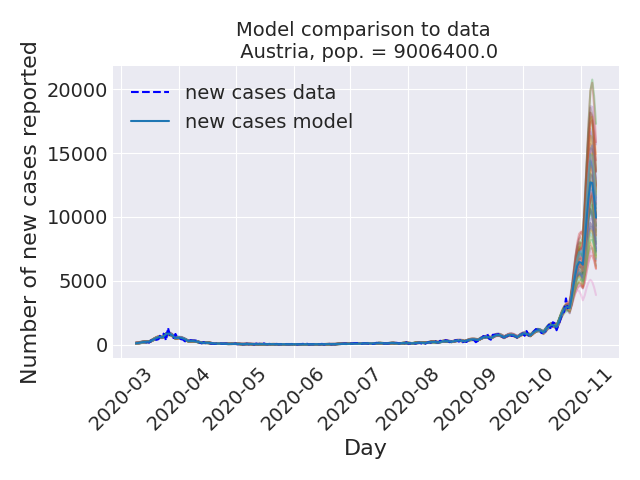 Model comparison to data
Austria, pop. = 9006400.0
Number of new cases reported
20000
15000
10000
5000
0
new cases data
new cases model
2020-03
2020-04
2020-05
2020-06
2020-07
2020-08
2020-09
2020-10
2020-11
Day